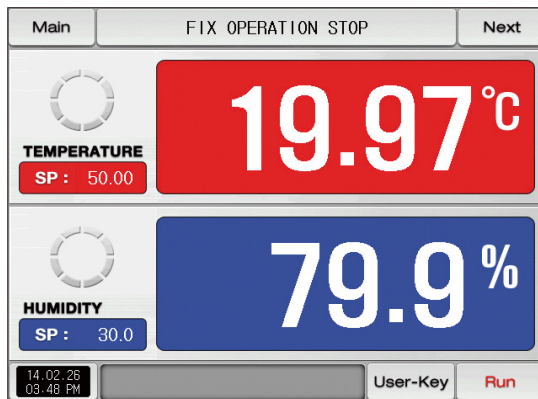 Main
FIX OPERATION STOP
Next
19.97°C
TEMPERATURE
SP : 50.00
79.9%
HUMIDITY
SP : 30.0
14.02.26
03.48 PM
User-Key
Run